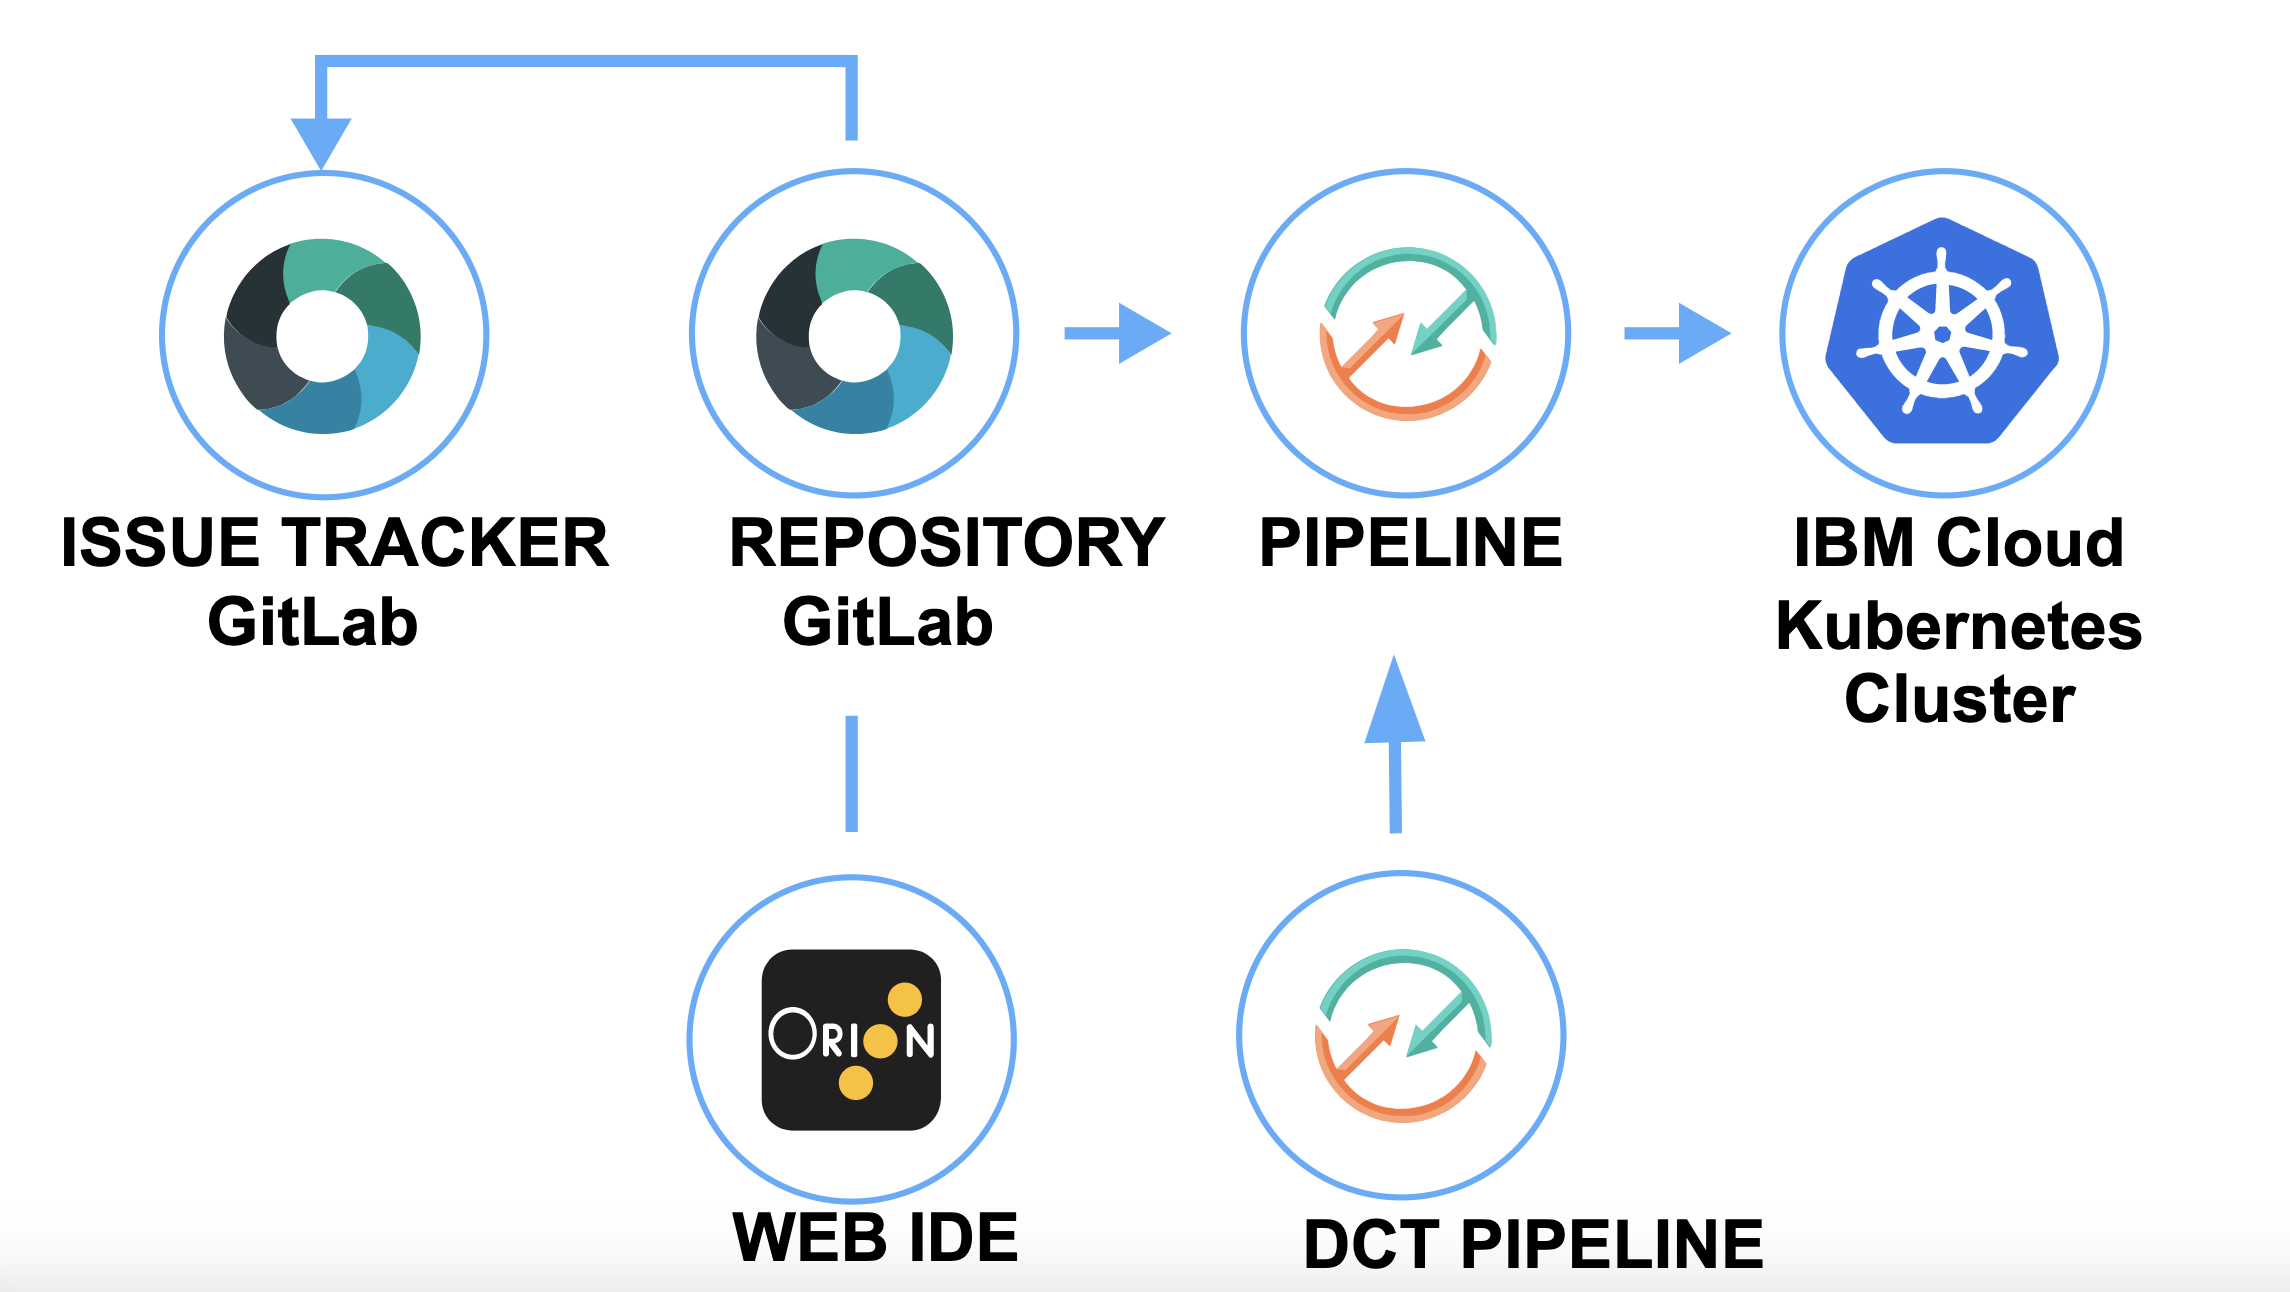 ISSUE TRACKER
GitLab
REPOSITORY
GitLab
PIPELINE
IBM Cloud
Kubernetes
Cluster
ORION
WEB IDE
DCT PIPELINE